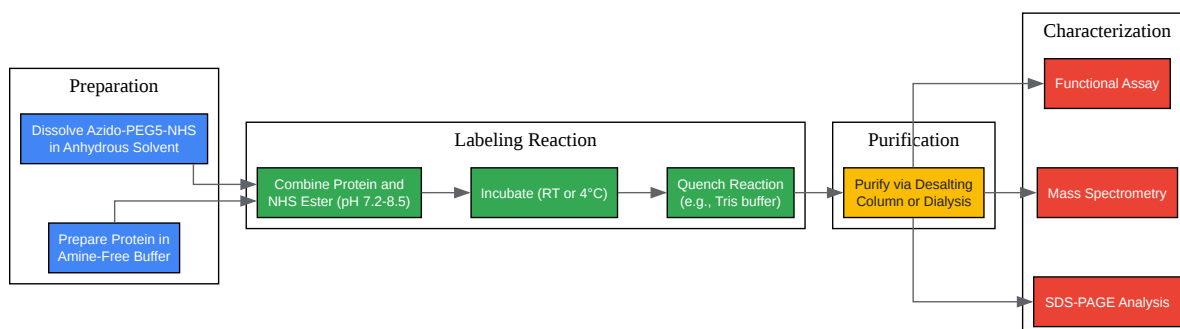 Preparation
Dissolve Azido-PEG5-NHS
in Anhydrous Solvent
Prepare Protein in
Amine-Free Buffer
Labeling Reaction
Combine Protein and
NHS Ester (pH 7.2-8.5)
Incubate (RT or 4°C)
Quench Reaction
(e.g., Tris buffer)
Purification
Purify via Desalting
Column or Dialysis
Characterization
Functional Assay
Mass Spectrometry
SDS-PAGE Analysis